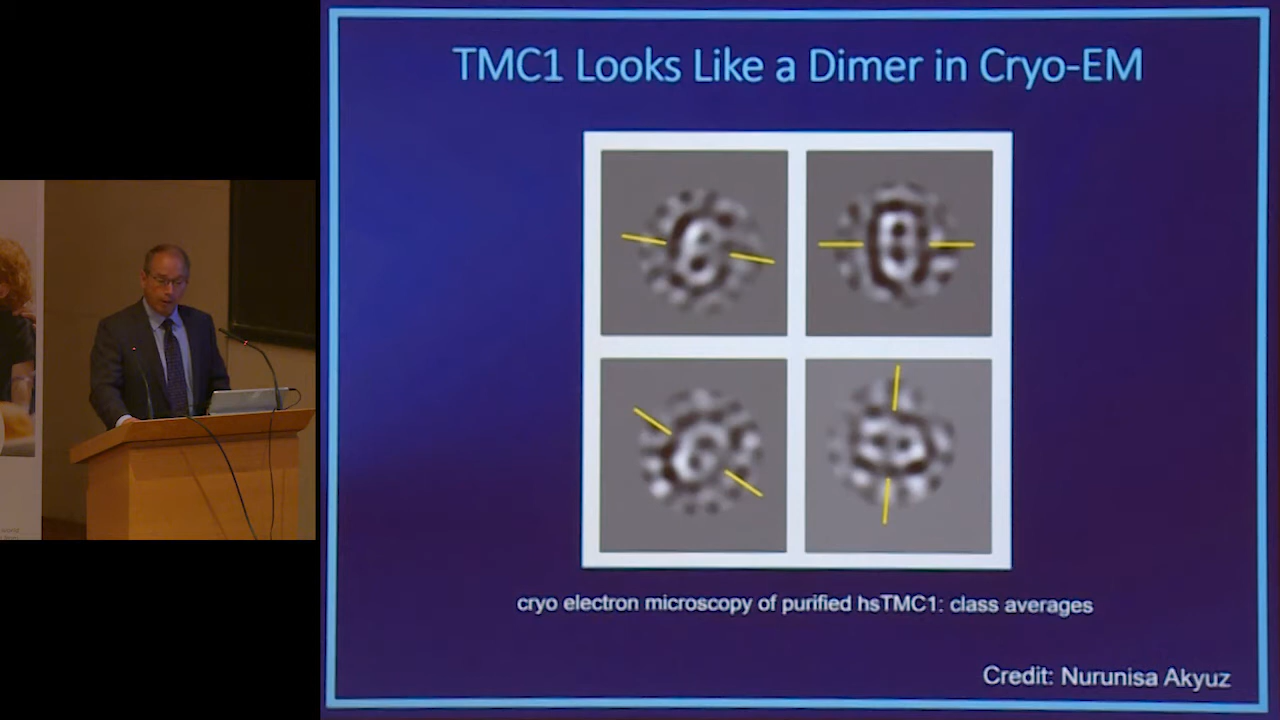 TMC1 Looks Like a Dimer in Cryo-EM
cryo electron microscopy of purified hsTMC1: class averages
Credit: Nurunisa Akyuz